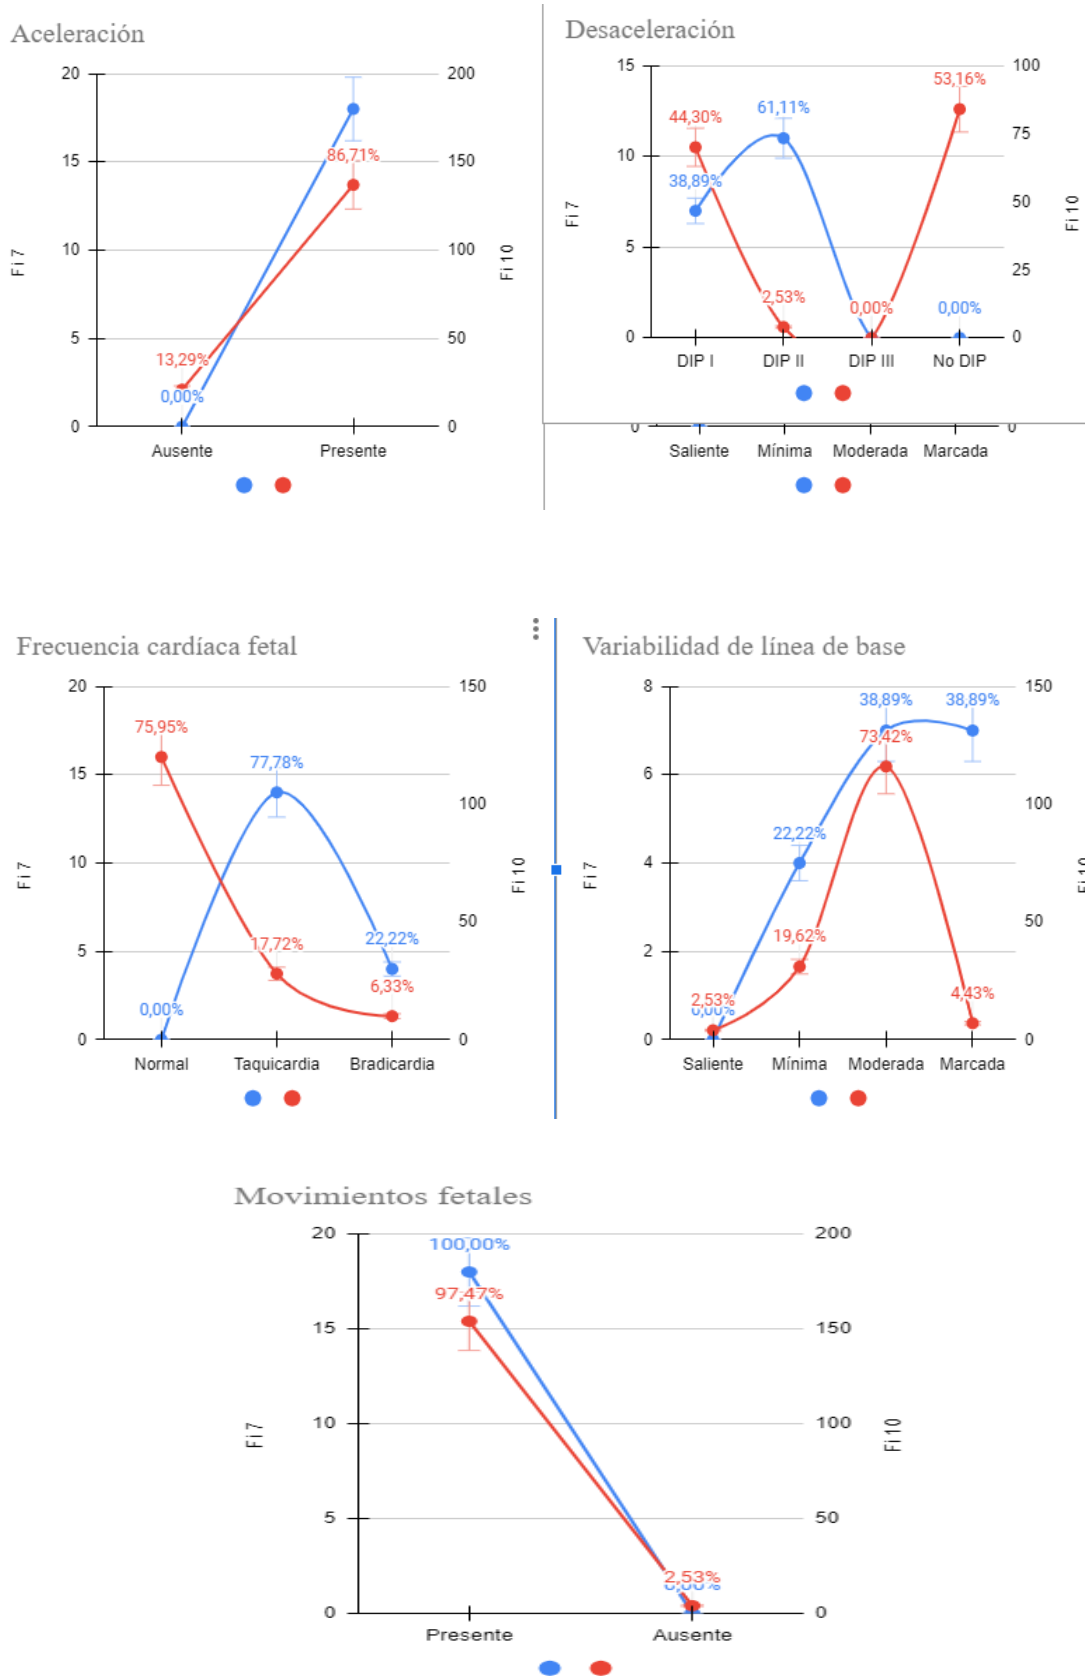 Aceleración
20
15
10
5
0
200
150
100
50
0
Fi 7
Fi 10
86,71%
13,29%
0,00%
Ausente
Presente
Desaceleración
15
10
5
0
100
75
50
25
0
Fi 7
Fi 10
44,30%
38,89%
61,11%
2,53%
0,00%
53,16%
0,00%
DIP I
DIP II
DIP III
No DIP
Saliente
Mínima
Moderada
Marcada
Frecuencia cardíaca fetal
20
15
10
5
0
150
100
50
0
Fi 7
Fi 10
75,95%
77,78%
17,72%
22,22%
6,33%
0,00%
Normal
Taquicardia
Bradicardia
Variabilidad de línea de base
8
6
4
2
0
150
100
50
0
Fi 7
Fi 10
38,89%
38,89%
73,42%
22,22%
19,62%
2,53%
0,00%
4,43%
Saliente
Mínima
Moderada
Marcada
Movimientos fetales
20
15
10
5
0
200
150
100
50
0
Fi 7
Fi 10
100,00%
97,47%
2,53%
0,00%
Presente
Ausente